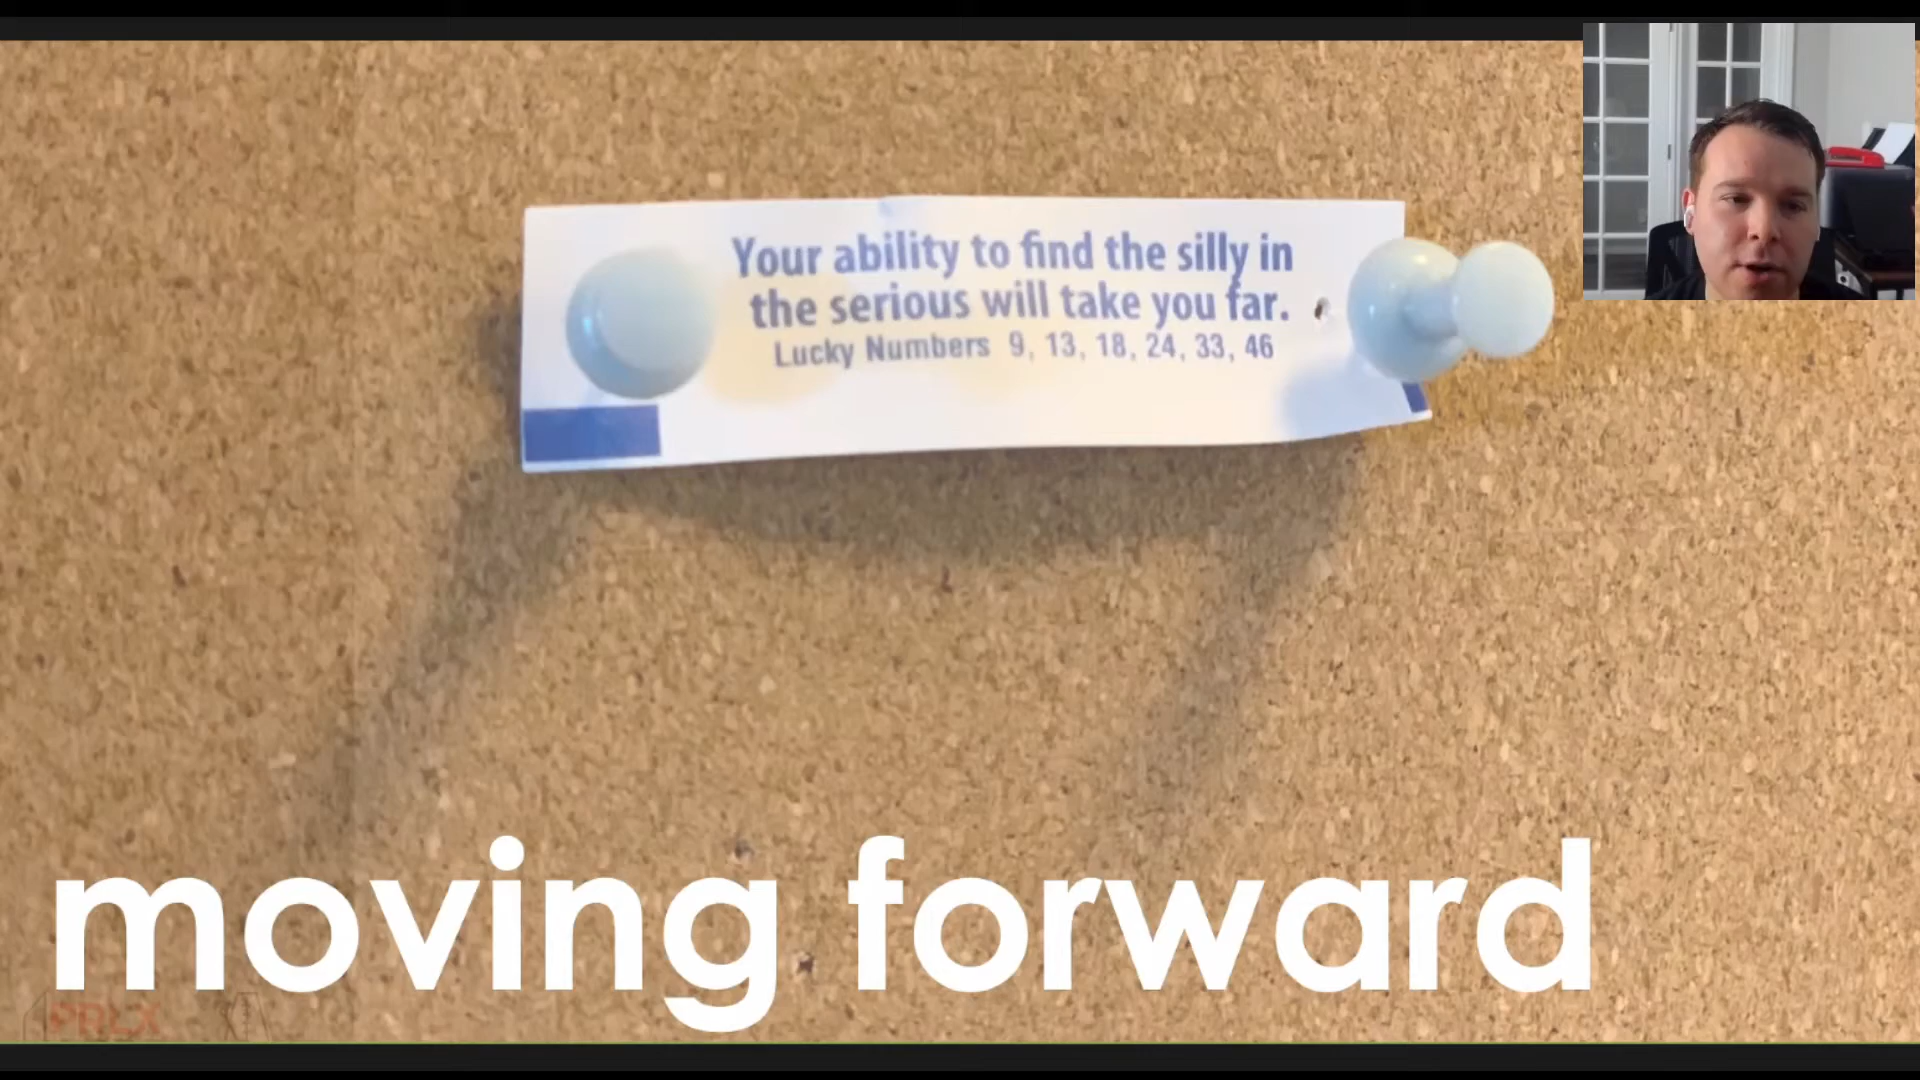 Your ability to find the silly in
the serious will take you far.
Lucky Numbers 9, 13, 18, 24, 33, 46
moving forward
PRLX